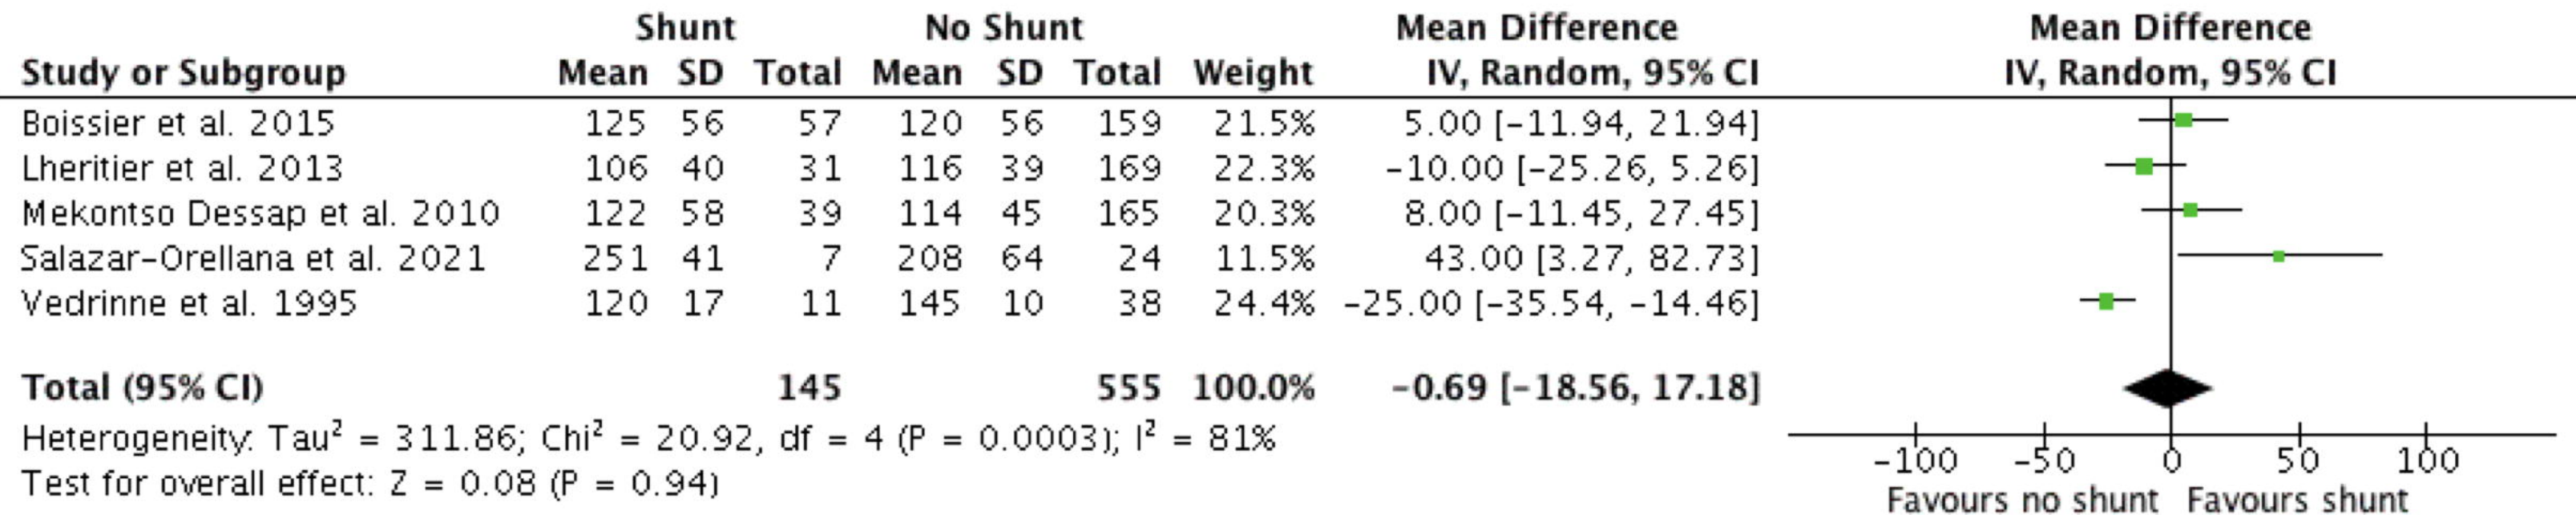 Shunt No Shunt Mean Difference Mean Difference
Study or Subgroup Mean SD Total Mean SD Total Weight IV, Random, 95% CI IV, Random, 95% CI
Boissier et al. 2015 125 56 57 120 56 159 21.5% 5.00 [−11.94, 21.94]
Lheritier et al. 2013 106 40 31 116 39 169 22.3% −10.00 [−25.26, 5.26]
Mekontso Dessap et al. 2010 122 58 39 114 45 165 20.3% 8.00 [−11.45, 27.45]
Salazar−Orellana et al. 2021 251 41 7 208 64 24 11.5% 43.00 [3.27, 82.73]
Vedrinne et al. 1995 120 17 11 145 10 38 24.4% −25.00 [−35.54, −14.46]
Total (95% CI) 145 555 100.0% −0.69 [−18.56, 17.18]
Heterogeneity: Tau² = 311.86; Chi² = 20.92, df = 4 (P = 0.0003); I² = 81%
Test for overall effect: Z = 0.08 (P = 0.94)
−100 −50 0 50 100
Favours no shunt Favours shunt